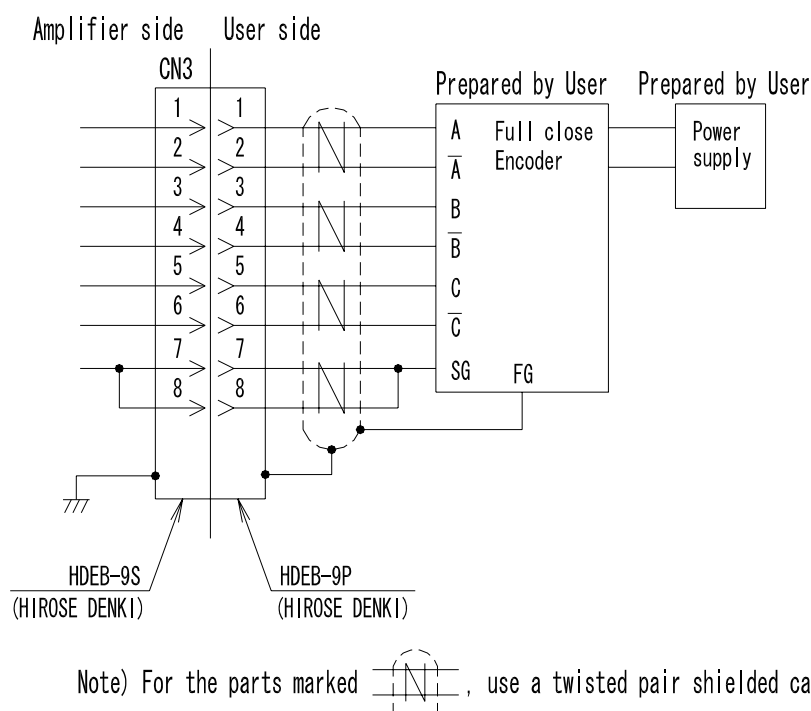 Amplifier side User side
CN3
Prepared by User Prepared by User
1 1 A Full close Power
2 2 A̅ Encoder supply
3 3 B
4 4 B̅
5 5 C
6 6 C̅
7 7 SG FG
8 8
HDEB-9S HDEB-9P
(HIROSE DENKI) (HIROSE DENKI)
Note) For the parts marked , use a twisted pair shielded